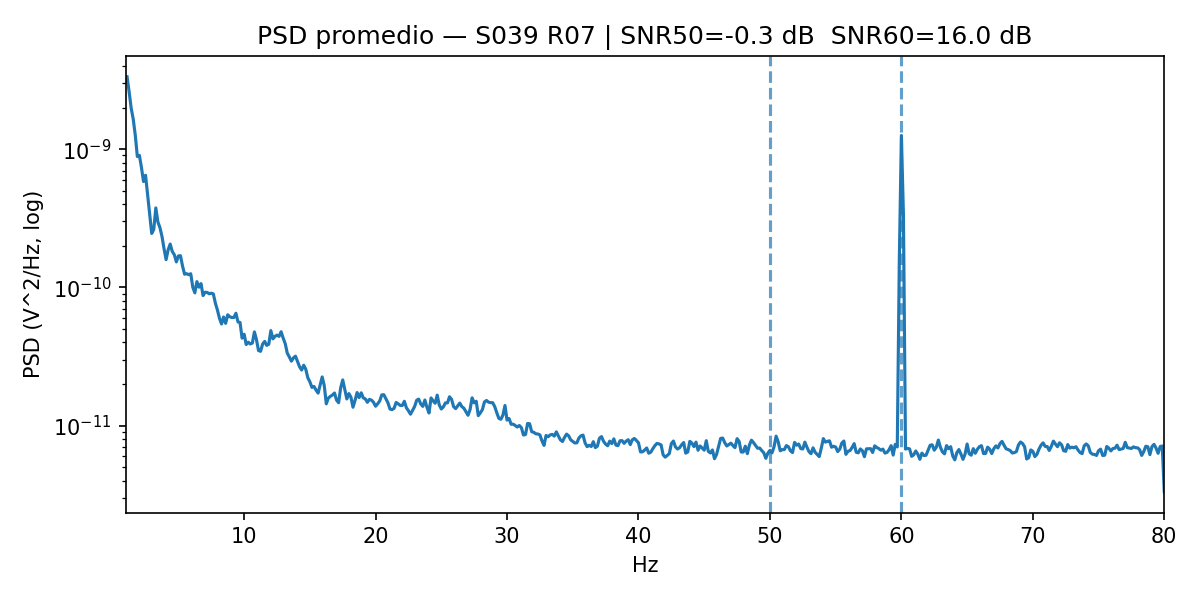 PSD promedio — S039 R07 | SNR50=-0.3 dB  SNR60=16.0 dB
PSD (V^2/Hz, log)
10⁻⁹
10⁻¹⁰
10⁻¹¹
10 20 30 40 50 60 70 80
Hz